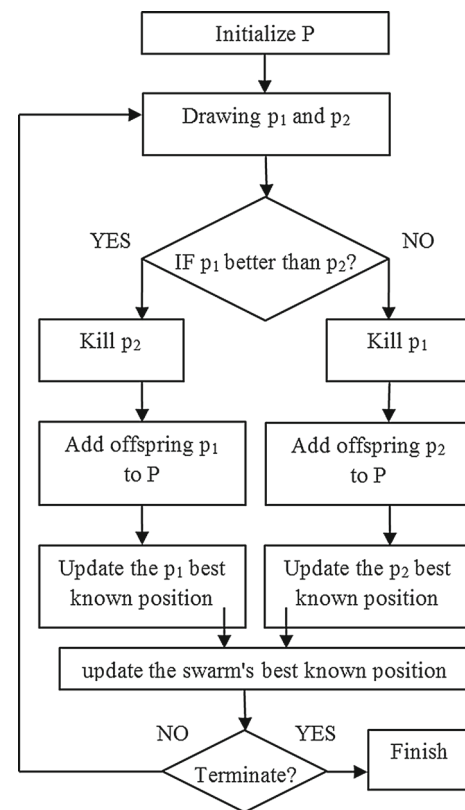 Initialize P
Drawing p₁ and p₂
YES
NO
IF p₁ better than p₂?
Kill p₂
Kill p₁
Add offspring p₁
to P
Add offspring p₂
to P
Update the p₁ best
known position
Update the p₂ best
known position
update the swarm's best known position
NO
YES
Terminate?
Finish